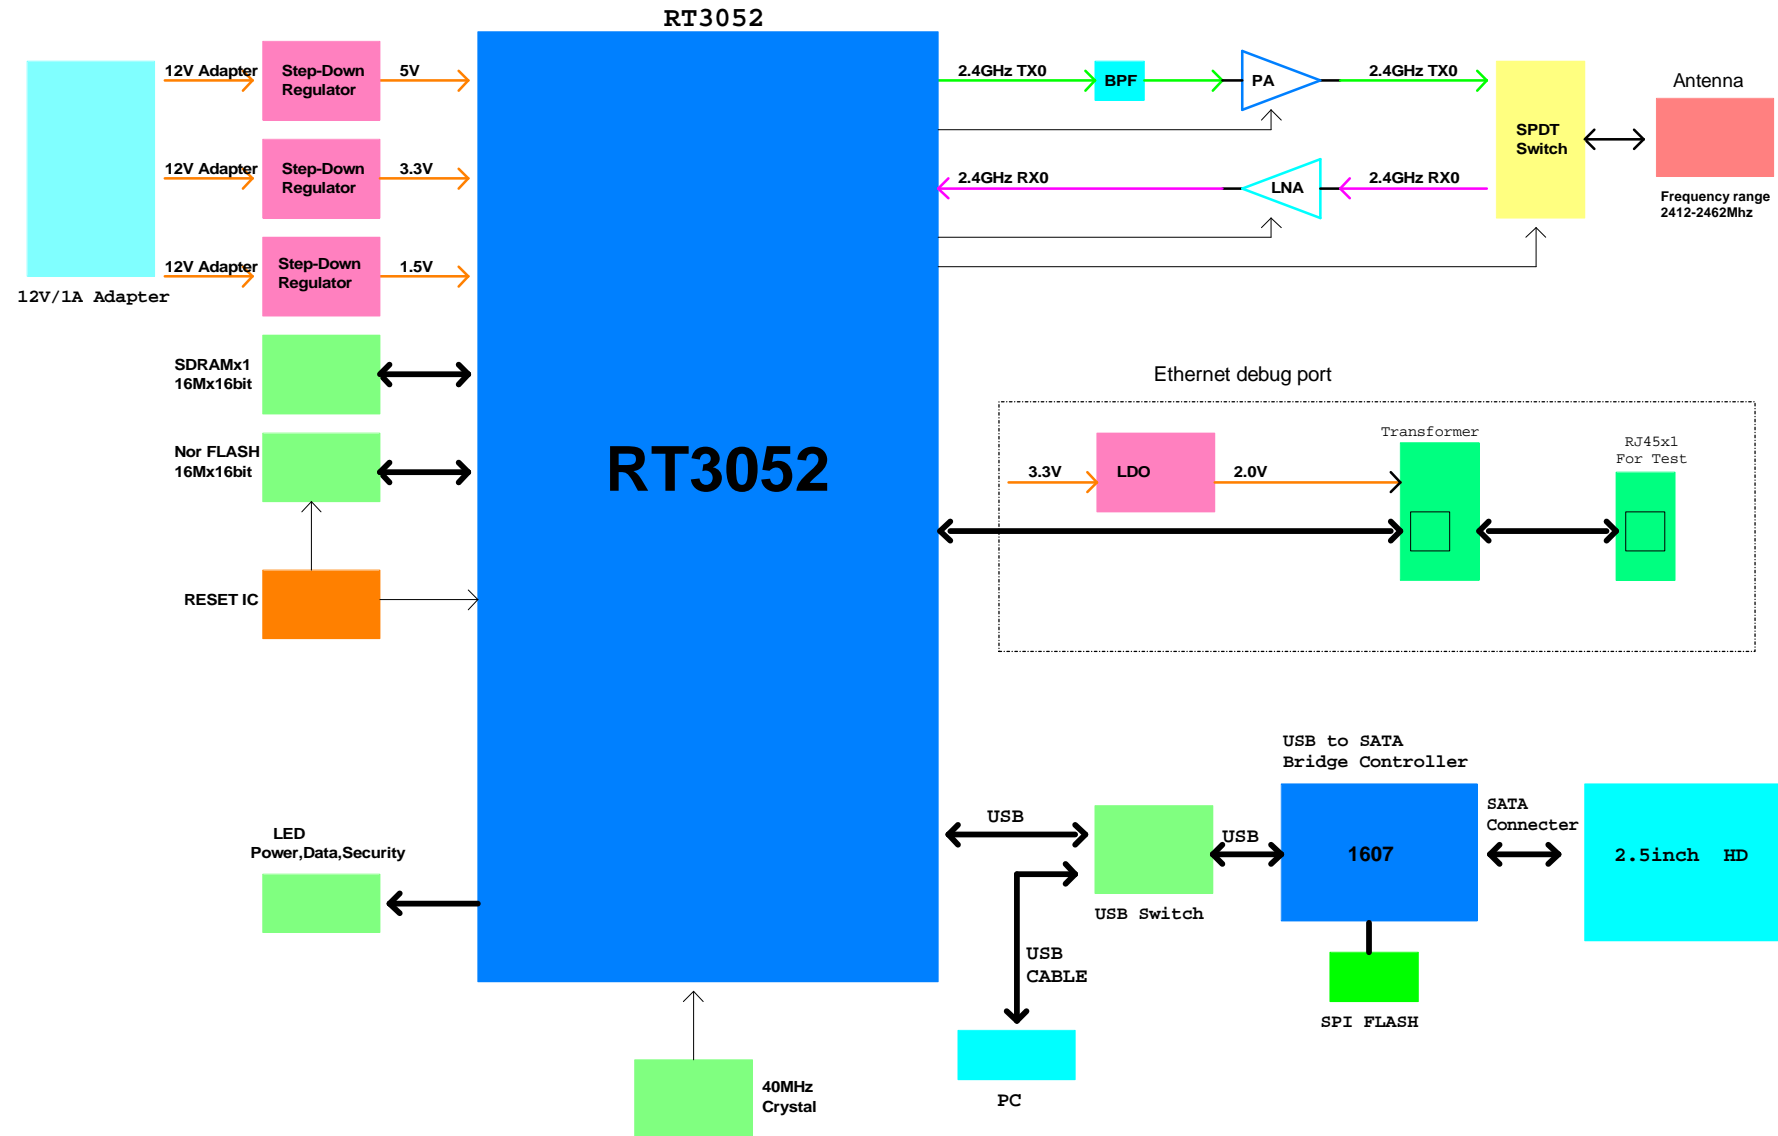 RT3052
12V Adapter
Step-Down
Regulator
5V
12V Adapter
Step-Down
Regulator
3.3V
12V Adapter
Step-Down
Regulator
1.5V
12V/1A Adapter
SDRAMx1
16Mx16bit
Nor FLASH
16Mx16bit
RESET IC
LED
Power,Data,Security
RT3052
40MHz
Crystal
2.4GHz TX0
BPF
PA
2.4GHz TX0
2.4GHz RX0
LNA
2.4GHz RX0
SPDT
Switch
Antenna
Frequency range
2412-2462Mhz
Ethernet debug port
3.3V
LDO
2.0V
Transformer
RJ45x1
For Test
USB to SATA
Bridge Controller
USB
USB Switch
USB
1607
SATA
Connecter
2.5inch HD
USB
CABLE
SPI FLASH
PC